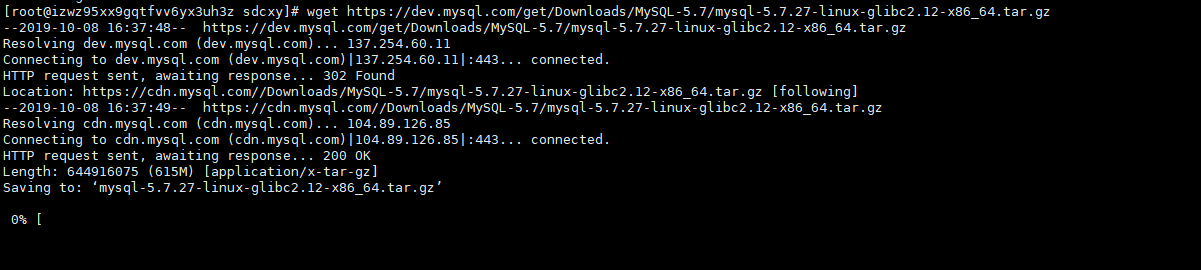 [root@izwz95xx9gqtfvv6yx3uh3z sdcxy]# wget https://dev.mysql.com/get/Downloads/MySQL-5.7/mysql-5.7.27-linux-glibc2.12-x86_64.tar.gz
--2019-10-08 16:37:48--  https://dev.mysql.com/get/Downloads/MySQL-5.7/mysql-5.7.27-linux-glibc2.12-x86_64.tar.gz
Resolving dev.mysql.com (dev.mysql.com)... 137.254.60.11
Connecting to dev.mysql.com (dev.mysql.com)|137.254.60.11|:443... connected.
HTTP request sent, awaiting response... 302 Found
Location: https://cdn.mysql.com//Downloads/MySQL-5.7/mysql-5.7.27-linux-glibc2.12-x86_64.tar.gz [following]
--2019-10-08 16:37:49--  https://cdn.mysql.com//Downloads/MySQL-5.7/mysql-5.7.27-linux-glibc2.12-x86_64.tar.gz
Resolving cdn.mysql.com (cdn.mysql.com)... 104.89.126.85
Connecting to cdn.mysql.com (cdn.mysql.com)|104.89.126.85|:443... connected.
HTTP request sent, awaiting response... 200 OK
Length: 644916075 (615M) [application/x-tar-gz]
Saving to: ‘mysql-5.7.27-linux-glibc2.12-x86_64.tar.gz’
0% [